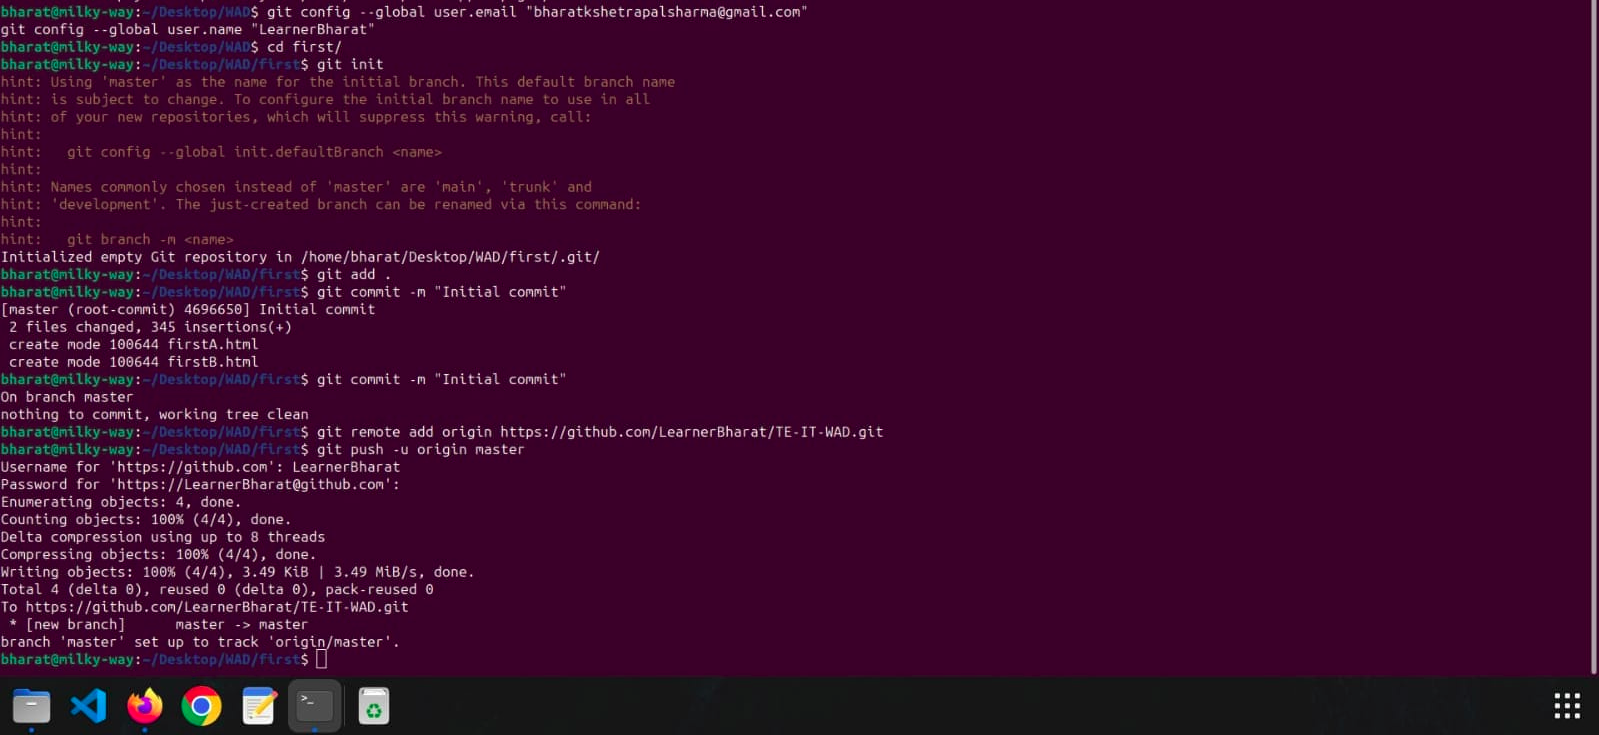 bharat@milky-way:~/Desktop/WAD$ git config --global user.email "bharatkshetrapalsharma@gmail.com"
git config --global user.name "LearnerBharat"
bharat@milky-way:~/Desktop/WAD$ cd first/
bharat@milky-way:~/Desktop/WAD/first$ git init
hint: Using 'master' as the name for the initial branch. This default branch name
hint: is subject to change. To configure the initial branch name to use in all
hint: of your new repositories, which will suppress this warning, call:
hint:
hint:   git config --global init.defaultBranch <name>
hint:
hint: Names commonly chosen instead of 'master' are 'main', 'trunk' and
hint: 'development'. The just-created branch can be renamed via this command:
hint:
hint:   git branch -m <name>
Initialized empty Git repository in /home/bharat/Desktop/WAD/first/.git/
bharat@milky-way:~/Desktop/WAD/first$ git add .
bharat@milky-way:~/Desktop/WAD/first$ git commit -m "Initial commit"
[master (root-commit) 4696650] Initial commit
 2 files changed, 345 insertions(+)
 create mode 100644 firstA.html
 create mode 100644 firstB.html
bharat@milky-way:~/Desktop/WAD/first$ git commit -m "Initial commit"
On branch master
nothing to commit, working tree clean
bharat@milky-way:~/Desktop/WAD/first$ git remote add origin https://github.com/LearnerBharat/TE-IT-WAD.git
bharat@milky-way:~/Desktop/WAD/first$ git push -u origin master
Username for 'https://github.com': LearnerBharat
Password for 'https://LearnerBharat@github.com':
Enumerating objects: 4, done.
Counting objects: 100% (4/4), done.
Delta compression using up to 8 threads
Compressing objects: 100% (4/4), done.
Writing objects: 100% (4/4), 3.49 KiB | 3.49 MiB/s, done.
Total 4 (delta 0), reused 0 (delta 0), pack-reused 0
To https://github.com/LearnerBharat/TE-IT-WAD.git
 * [new branch]      master -> master
branch 'master' set up to track 'origin/master'.
bharat@milky-way:~/Desktop/WAD/first$